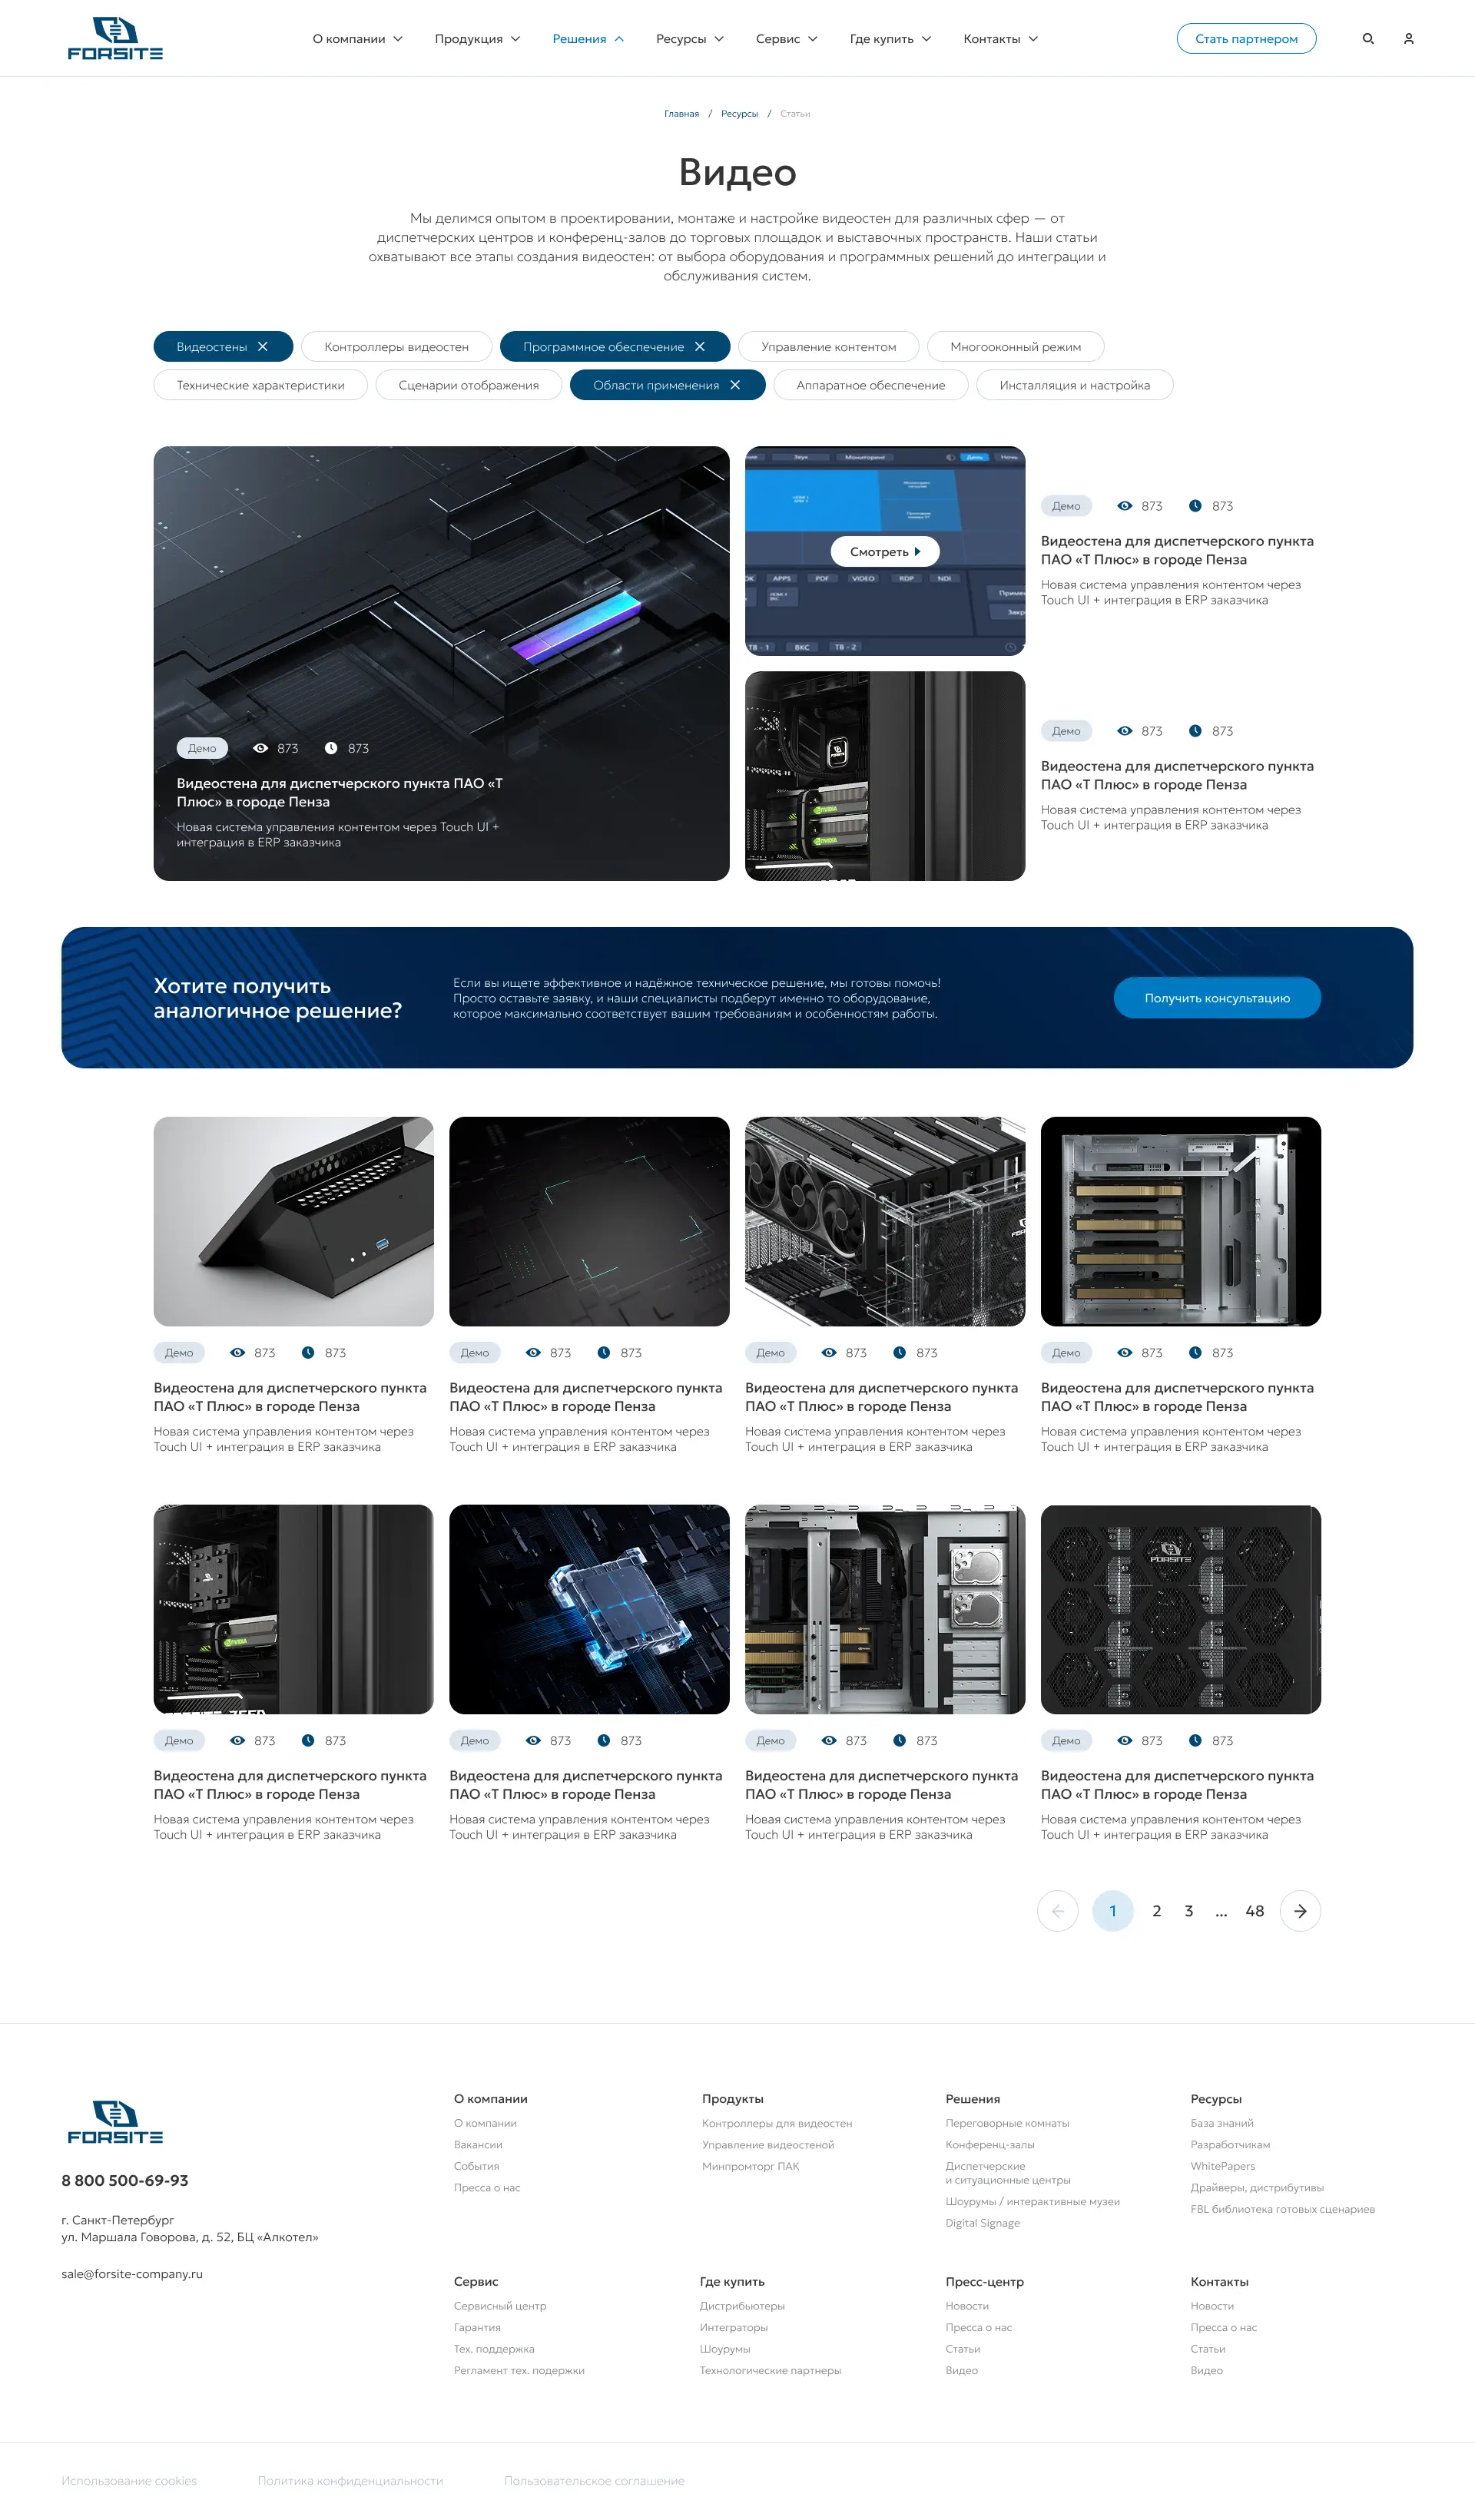 FORSITE
О компании
Продукция
Решения
Ресурсы
Сервис
Где купить
Контакты
Стать партнером
Главная / Ресурсы / Статьи
Видео
Мы делимся опытом в проектировании, монтаже и настройке видеостен для различных сфер — от
диспетчерских центров и конференц-залов до торговых площадок и выставочных пространств. Наши статьи
охватывают все этапы создания видеостен: от выбора оборудования и программных решений до интеграции и
обслуживания систем.
Видеостены
Контроллеры видеостен
Программное обеспечение
Управление контентом
Многооконный режим
Технические характеристики
Сценарии отображения
Области применения
Аппаратное обеспечение
Инсталляция и настройка
Демо 873 873
Видеостена для диспетчерского пункта ПАО «Т
Плюс» в городе Пенза
Новая система управления контентом через Touch UI +
интеграция в ERP заказчика
Звук
Мониторинг
День
Ночь
Смотреть
APPS
PDF
VIDEO
RDP
NDI
ТВ - 1
ВКС
ТВ - 2
Демо 873 873
Видеостена для диспетчерского пункта
ПАО «Т Плюс» в городе Пенза
Новая система управления контентом через
Touch UI + интеграция в ERP заказчика
NVIDIA
NVIDIA
Демо 873 873
Видеостена для диспетчерского пункта
ПАО «Т Плюс» в городе Пенза
Новая система управления контентом через
Touch UI + интеграция в ERP заказчика
Хотите получить
аналогичное решение?
Если вы ищете эффективное и надёжное техническое решение, мы готовы помочь!
Просто оставьте заявку, и наши специалисты подберут именно то оборудование,
которое максимально соответствует вашим требованиям и особенностям работы.
Получить консультацию
Демо 873 873
Видеостена для диспетчерского пункта
ПАО «Т Плюс» в городе Пенза
Новая система управления контентом через
Touch UI + интеграция в ERP заказчика
Демо 873 873
Видеостена для диспетчерского пункта
ПАО «Т Плюс» в городе Пенза
Новая система управления контентом через
Touch UI + интеграция в ERP заказчика
Демо 873 873
Видеостена для диспетчерского пункта
ПАО «Т Плюс» в городе Пенза
Новая система управления контентом через
Touch UI + интеграция в ERP заказчика
Демо 873 873
Видеостена для диспетчерского пункта
ПАО «Т Плюс» в городе Пенза
Новая система управления контентом через
Touch UI + интеграция в ERP заказчика
NVIDIA
FORSITE
Демо 873 873
Видеостена для диспетчерского пункта
ПАО «Т Плюс» в городе Пенза
Новая система управления контентом через
Touch UI + интеграция в ERP заказчика
Демо 873 873
Видеостена для диспетчерского пункта
ПАО «Т Плюс» в городе Пенза
Новая система управления контентом через
Touch UI + интеграция в ERP заказчика
Демо 873 873
Видеостена для диспетчерского пункта
ПАО «Т Плюс» в городе Пенза
Новая система управления контентом через
Touch UI + интеграция в ERP заказчика
Демо 873 873
Видеостена для диспетчерского пункта
ПАО «Т Плюс» в городе Пенза
Новая система управления контентом через
Touch UI + интеграция в ERP заказчика
1 2 3 ... 48
FORSITE
8 800 500-69-93
г. Санкт-Петербург
ул. Маршала Говорова, д. 52, БЦ «Алкотел»
sale@forsite-company.ru
О компании
О компании
Вакансии
События
Пресса о нас
Продукты
Контроллеры для видеостен
Управление видеостеной
Минпромторг ПАК
Решения
Переговорные комнаты
Конференц-залы
Диспетчерские
и ситуационные центры
Шоурумы / интерактивные музеи
Digital Signage
Ресурсы
База знаний
Разработчикам
WhitePapers
Драйверы, дистрибутивы
FBL библиотека готовых сценариев
Сервис
Сервисный центр
Гарантия
Тех. поддержка
Регламент тех. подержки
Где купить
Дистрибьютеры
Интеграторы
Шоурумы
Технологические партнеры
Пресс-центр
Новости
Пресса о нас
Статьи
Видео
Контакты
Новости
Пресса о нас
Статьи
Видео
Использование cookies
Политика конфиденциальности
Пользовательское соглашение